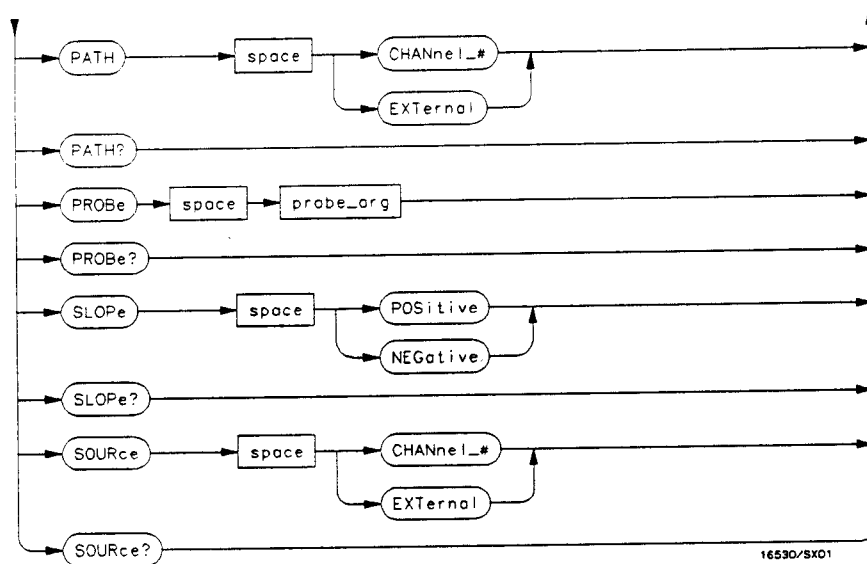 PATH space CHANnel_#
EXTernal
PATH?
PROBe space probe_arg
PROBe?
SLOPe space POSitive
NEGative
SLOPe?
SOURce space CHANnel_#
EXTernal
SOURce?
16530/SX01